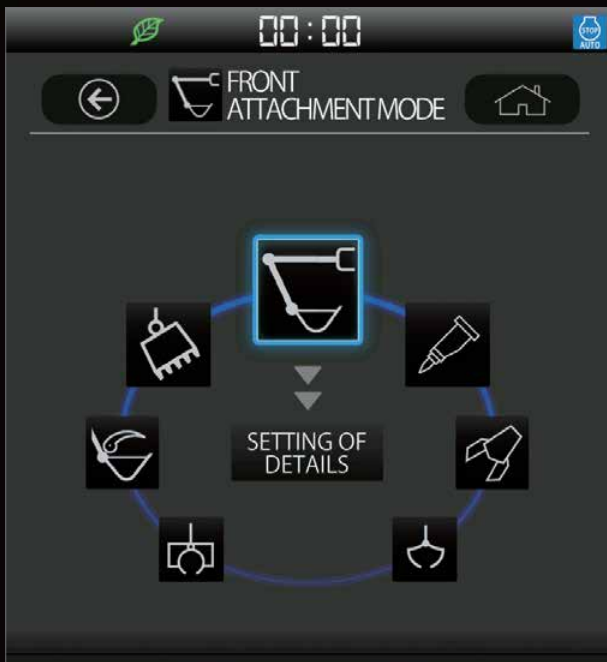 00:00
STOP
AUTO
FRONT
ATTACHMENT MODE
SETTING OF
DETAILS